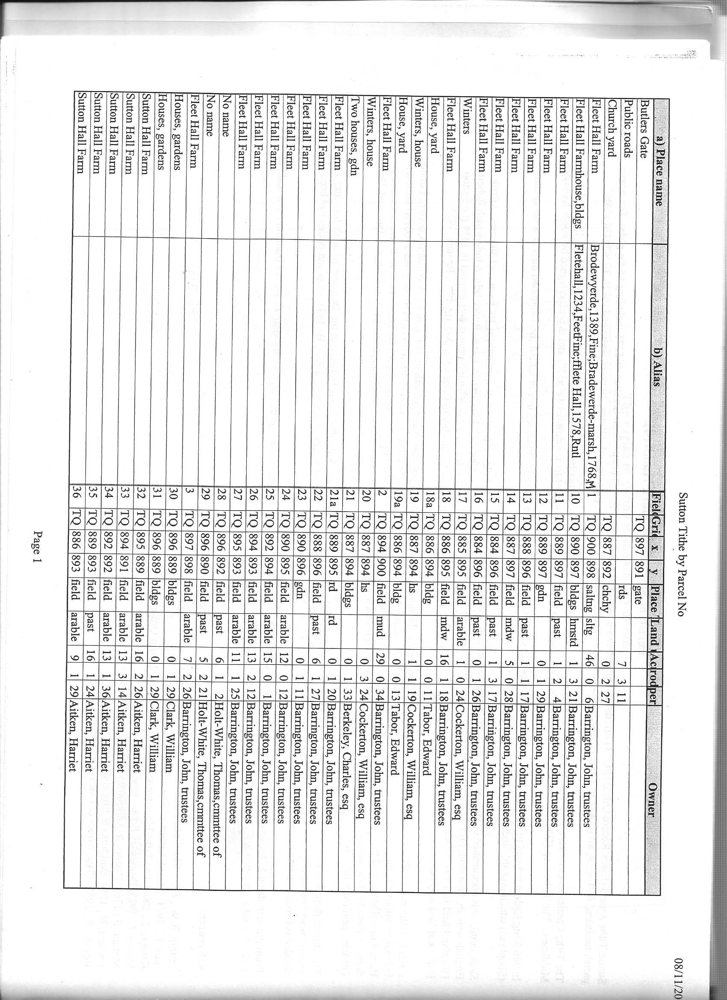 Sutton Tithe by Parcel No
08/11/20
a) Place name b) Alias Field Grid x y Place Land u Ac rod per Owner
Butlers Gate TQ 897 891 gate
Public roads rds 7 3 11
Church yard TQ 887 892 chchy 0 2 27
Fleet Hall Farm Brodewyerde,1389,Fine;Bradewerde-marsh,1768,M 1 TQ 900 898 saltng sltg 46 0 6 Barrington, John, trustees
Fleet Hall Farmhouse,bldgs Fletehall,1234,FeetFine;fflete Hall,1578,Rntl 10 TQ 890 897 bldgs hmstd 1 3 21 Barrington, John, trustees
Fleet Hall Farm 11 TQ 889 897 field past 1 2 4 Barrington, John, trustees
Fleet Hall Farm 12 TQ 889 897 gdn 0 1 29 Barrington, John, trustees
Fleet Hall Farm 13 TQ 888 896 field past 1 1 17 Barrington, John, trustees
Fleet Hall Farm 14 TQ 887 897 field mdw 5 0 28 Barrington, John, trustees
Fleet Hall Farm 15 TQ 884 896 field past 1 3 17 Barrington, John, trustees
Fleet Hall Farm 16 TQ 884 896 field past 0 1 26 Barrington, John, trustees
Winters 17 TQ 885 895 field arable 1 0 24 Cockerton, William, esq
Fleet Hall Farm 18 TQ 886 895 field mdw 16 1 18 Barrington, John, trustees
House, yard 18a TQ 886 894 bldg 0 0 11 Tabor, Edward
Winters, house 19 TQ 887 894 hs 1 1 19 Cockerton, William, esq
House, yard 19a TQ 886 894 bldg 0 0 13 Tabor, Edward
Fleet Hall Farm 2 TQ 894 900 field mud 29 0 34 Barrington, John, trustees
Winters, house 20 TQ 887 894 hs 0 3 24 Cockerton, William, esq
Two houses, gdn 21 TQ 887 894 bldgs 0 1 33 Berkeley, Charles, esq
Fleet Hall Farm 21a TQ 889 895 rd rd 0 1 20 Barrington, John, trustees
Fleet Hall Farm 22 TQ 888 896 field past 6 1 27 Barrington, John, trustees
Fleet Hall Farm 23 TQ 890 896 gdn 0 1 11 Barrington, John, trustees
Fleet Hall Farm 24 TQ 890 895 field arable 12 0 12 Barrington, John, trustees
Fleet Hall Farm 25 TQ 892 894 field arable 15 0 1 Barrington, John, trustees
Fleet Hall Farm 26 TQ 894 893 field arable 13 2 12 Barrington, John, trustees
Fleet Hall Farm 27 TQ 895 893 field arable 11 1 25 Barrington, John, trustees
No name 28 TQ 896 892 field past 6 1 2 Holt-White, Thomas,cmmttee of
No name 29 TQ 896 890 field past 5 2 21 Holt-White, Thomas,cmmttee of
Fleet Hall Farm 3 TQ 897 898 field arable 7 2 26 Barrington, John, trustees
Houses, gardens 30 TQ 896 889 bldgs 0 1 29 Clark, William
Houses, gardens 31 TQ 896 889 bldgs 0 1 29 Clark, William
Sutton Hall Farm 32 TQ 895 889 field arable 16 2 26 Aitken, Harriet
Sutton Hall Farm 33 TQ 894 891 field arable 13 3 14 Aitken, Harriet
Sutton Hall Farm 34 TQ 892 892 field arable 13 1 36 Aitken, Harriet
Sutton Hall Farm 35 TQ 889 893 field past 16 1 24 Aitken, Harriet
Sutton Hall Farm 36 TQ 886 893 field arable 9 1 29 Aitken, Harriet
Page 1